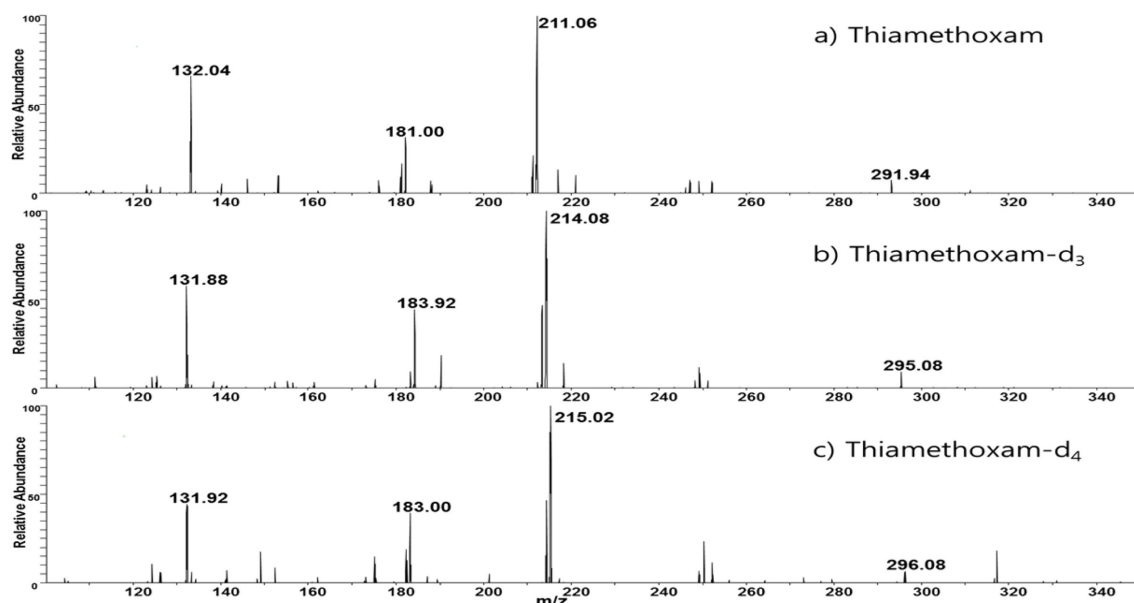 a) Thiamethoxam
Relative Abundance
100
50
0
132.04
181.00
211.06
291.94
120 140 160 180 200 220 240 260 280 300 320 340
b) Thiamethoxam-d₃
Relative Abundance
100
50
0
131.88
183.92
214.08
295.08
120 140 160 180 200 220 240 260 280 300 320 340
c) Thiamethoxam-d₄
Relative Abundance
100
50
0
131.92
183.00
215.02
296.08
120 140 160 180 200 220 240 260 280 300 320 340
m/z